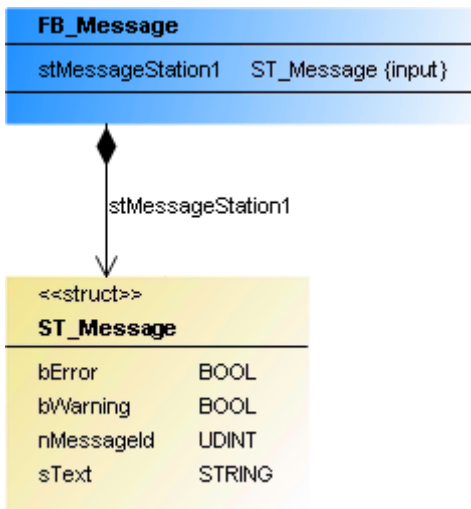 FB_Message
stMessageStation1 ST_Message {input}
stMessageStation1
<<struct>>
ST_Message
bError BOOL
bWarning BOOL
nMessageId UDINT
sText STRING